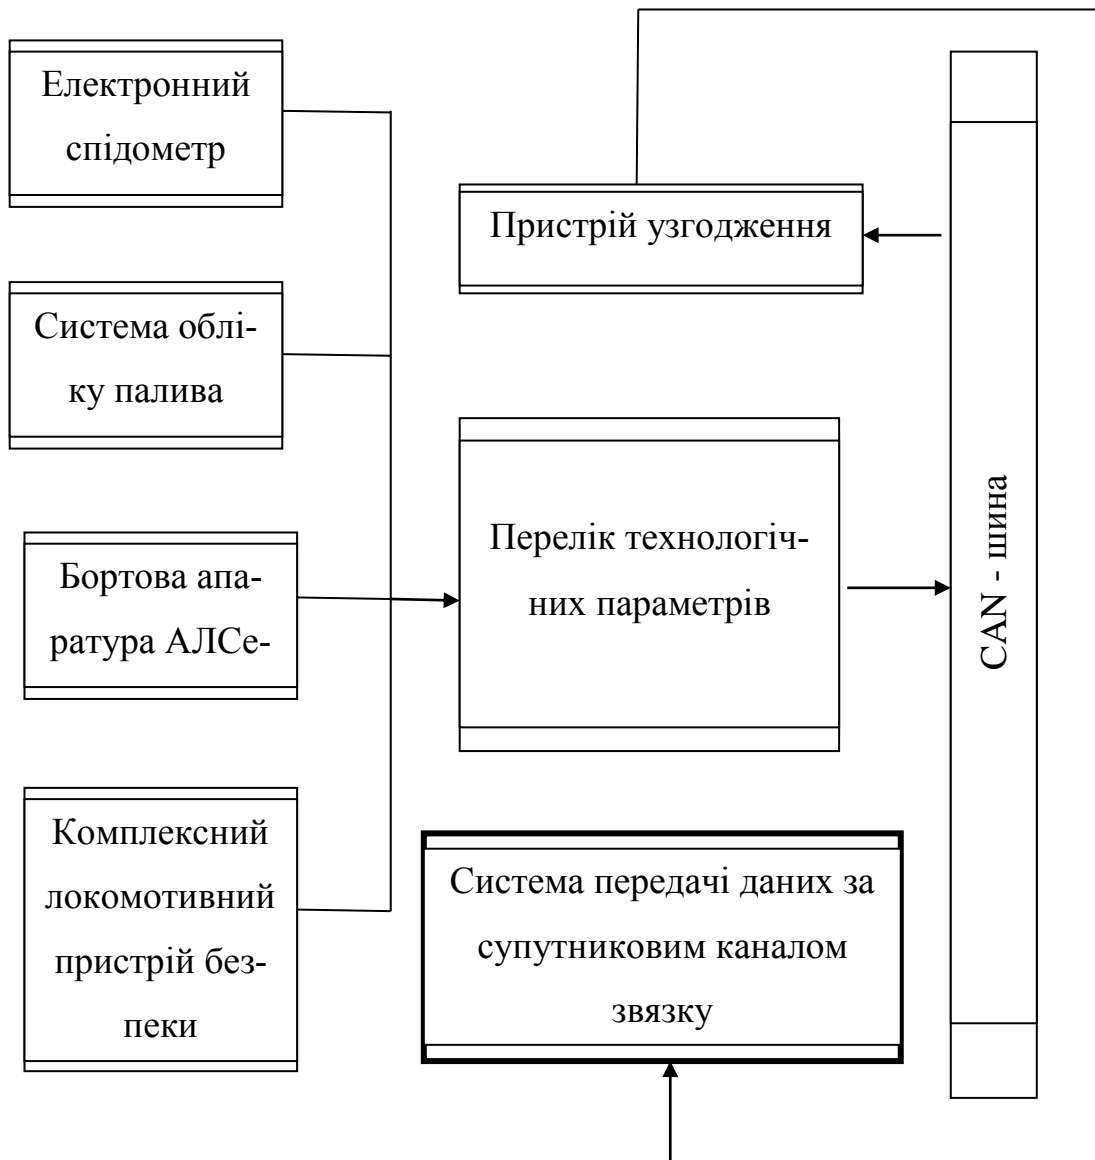 Електронний
спідометр
Система облі-
ку палива
Бортова апа-
ратура АЛСе-
Комплексний
локомотивний
пристрій без-
пеки
Пристрій узгодження
Перелік технологіч-
них параметрів
Система передачі даних за
супутниковим каналом
звязку
CAN - шина